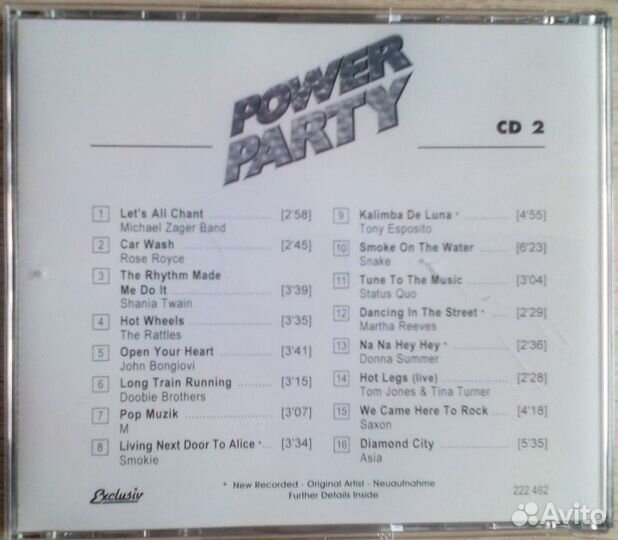 POWER
PARTY
CD 2
1 Let's All Chant [2'58]
Michael Zager Band
2 Car Wash [2'45]
Rose Royce
3 The Rhythm Made
Me Do It [3'39]
Shania Twain
4 Hot Wheels [3'35]
The Rattles
5 Open Your Heart [3'41]
John Bongiovi
6 Long Train Running [3'15]
Doobie Brothers
7 Pop Muzik [3'07]
M
8 Living Next Door To Alice * [3'34]
Smokie
9 Kalimba De Luna * [4'55]
Tony Esposito
10 Smoke On The Water [6'23]
Snake
11 Tune To The Music [3'04]
Status Quo
12 Dancing In The Street * [2'29]
Martha Reeves
13 Na Na Hey Hey * [2'36]
Donna Summer
14 Hot Legs (live) [2'28]
Tom Jones & Tina Turner
15 We Came Here To Rock [4'18]
Saxon
16 Diamond City [5'35]
Asia
* New Recorded - Original Artist - Neuaufnahme
Further Details Inside
Exclusiv
222 462
Avito